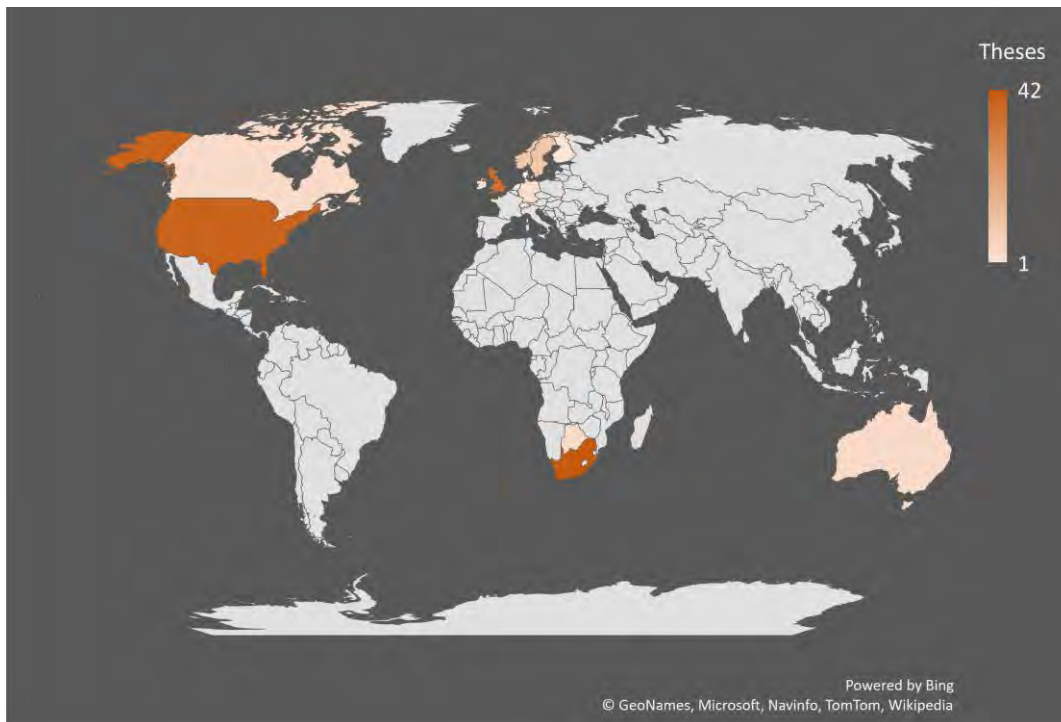 Theses
42
1
Powered by Bing
© GeoNames, Microsoft, Navinfo, TomTom, Wikipedia